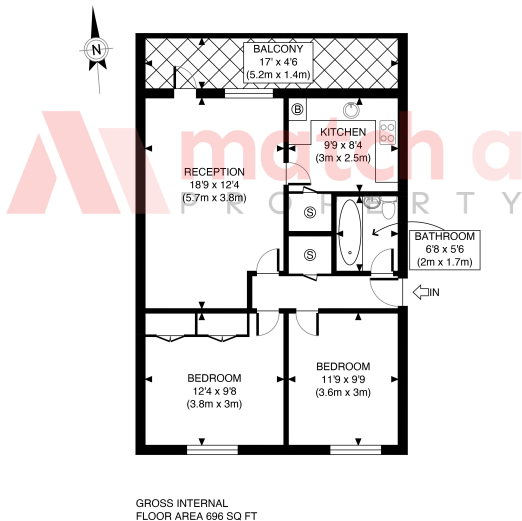 N
BALCONY
17' x 4'6
(5.2m x 1.4m)
B
KITCHEN
9'9 x 8'4
(3m x 2.5m)
match a
PROPERTY
RECEPTION
18'9 x 12'4
(5.7m x 3.8m)
S
S
BATHROOM
6'8 x 5'6
(2m x 1.7m)
IN
BEDROOM
12'4 x 9'8
(3.8m x 3m)
BEDROOM
11'9 x 9'9
(3.6m x 3m)
GROSS INTERNAL
FLOOR AREA 696 SQ FT